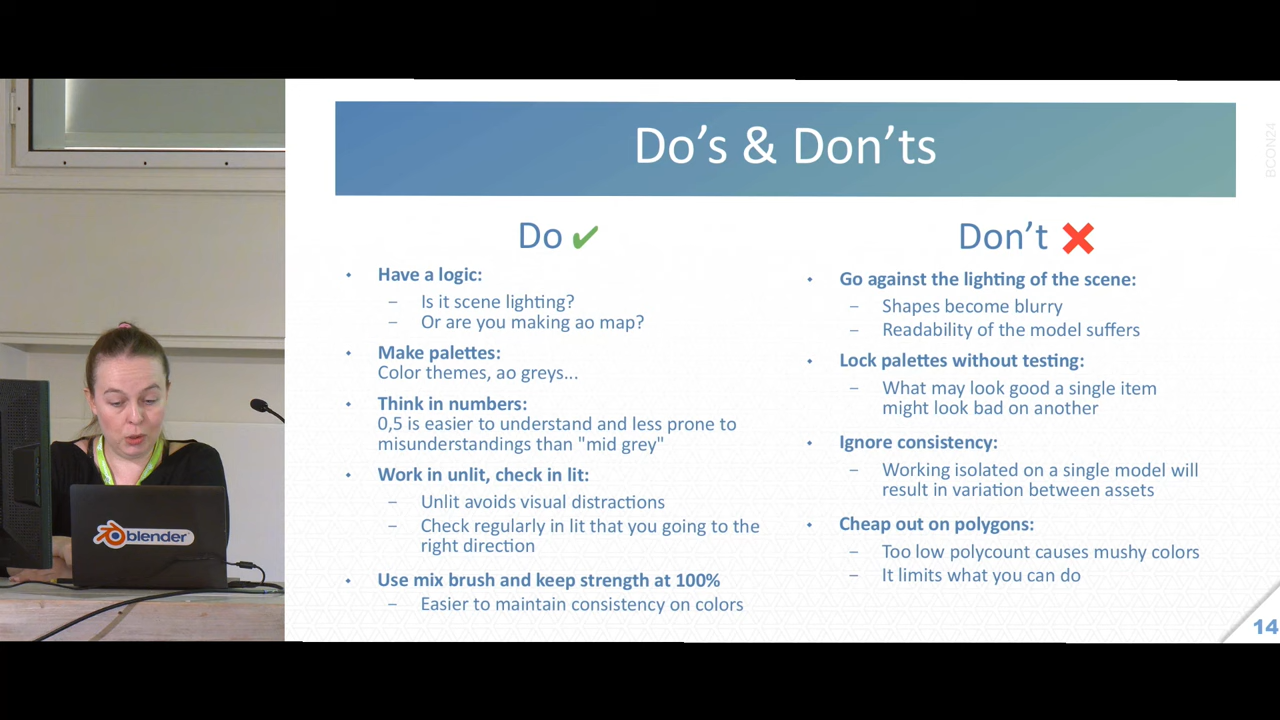 Do's & Don'ts
Do ✔
• Have a logic:
– Is it scene lighting?
– Or are you making ao map?
• Make palettes:
Color themes, ao greys...
• Think in numbers:
0,5 is easier to understand and less prone to
misunderstandings than "mid grey"
• Work in unlit, check in lit:
– Unlit avoids visual distractions
– Check regularly in lit that you going to the
right direction
• Use mix brush and keep strength at 100%
– Easier to maintain consistency on colors
Don't ❌
• Go against the lighting of the scene:
– Shapes become blurry
– Readability of the model suffers
• Lock palettes without testing:
– What may look good a single item
might look bad on another
• Ignore consistency:
– Working isolated on a single model will
result in variation between assets
• Cheap out on polygons:
– Too low polycount causes mushy colors
– It limits what you can do
BCON24
14
blender